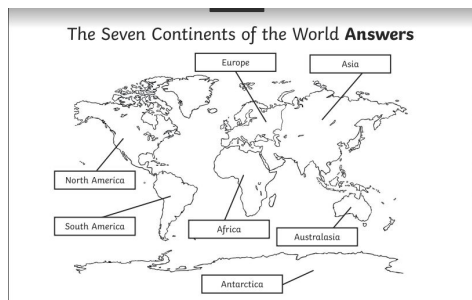 The Seven Continents of the World Answers
Europe
Asia
North America
South America
Africa
Australasia
Antarctica